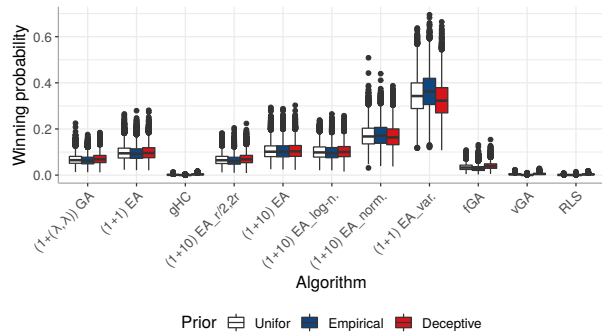 Winning probability
0.6
0.4
0.2
0.0
(1+(λ,λ)) GA
(1+1) EA
gHC
(1+10) EA_r/2,2r
(1+10) EA
(1+10) EA_log-n.
(1+10) EA_norm.
(1+1) EA_var.
fGA
vGA
RLS
Algorithm
Prior Unifor Empirical Deceptive